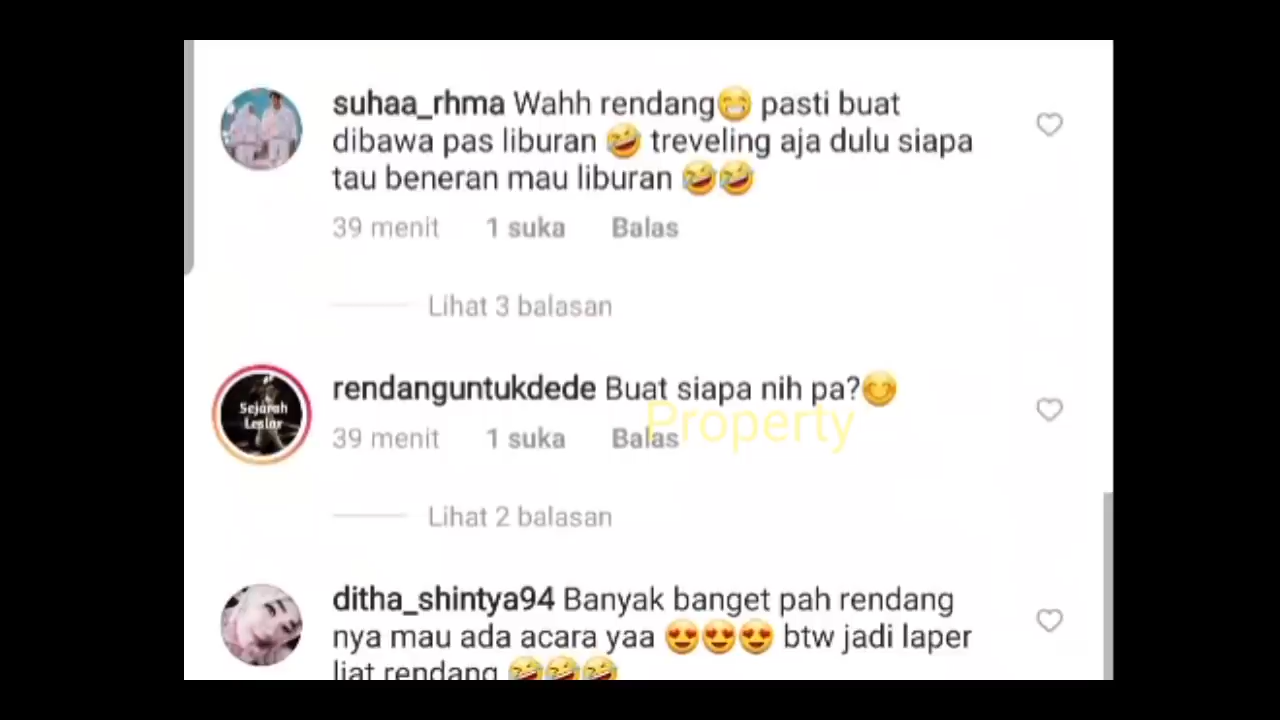 suhaa_rhma Wahh rendang😁 pasti buat
dibawa pas liburan 🤣 treveling aja dulu siapa
tau beneran mau liburan 🤣🤣
39 menit 1 suka Balas
Lihat 3 balasan
rendanguntukdede Buat siapa nih pa?😊
Sejarah
Leslar
Property
39 menit 1 suka Balas
Lihat 2 balasan
ditha_shintya94 Banyak banget pah rendang
nya mau ada acara yaa 😍😍😍 btw jadi laper
liat rendang 🤣🤣🤣